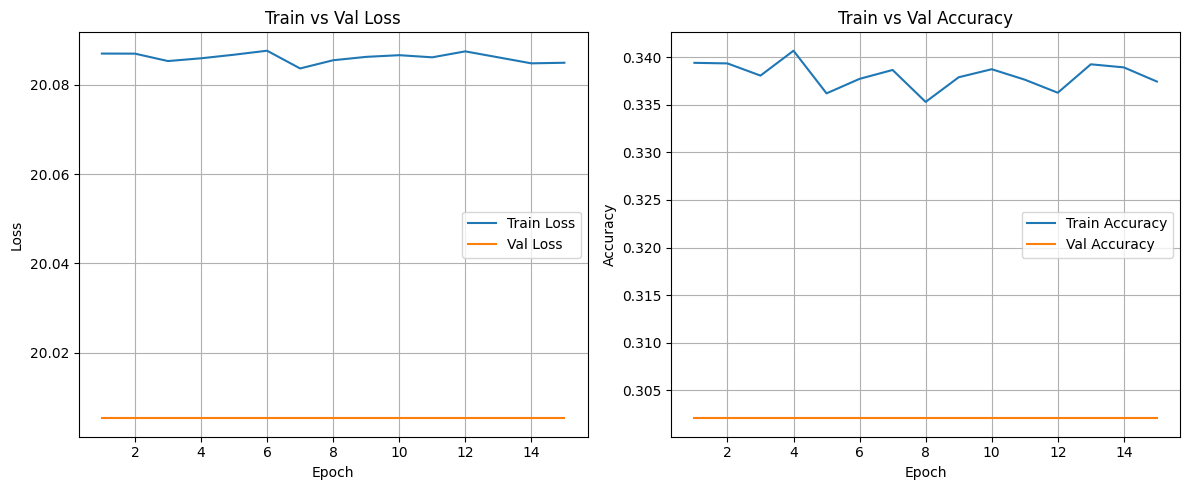 Train vs Val Loss
Loss
20.08
20.06
20.04
20.02
Train Loss
Val Loss
2 4 6 8 10 12 14
Epoch
Train vs Val Accuracy
Accuracy
0.340
0.335
0.330
0.325
0.320
0.315
0.310
0.305
Train Accuracy
Val Accuracy
2 4 6 8 10 12 14
Epoch